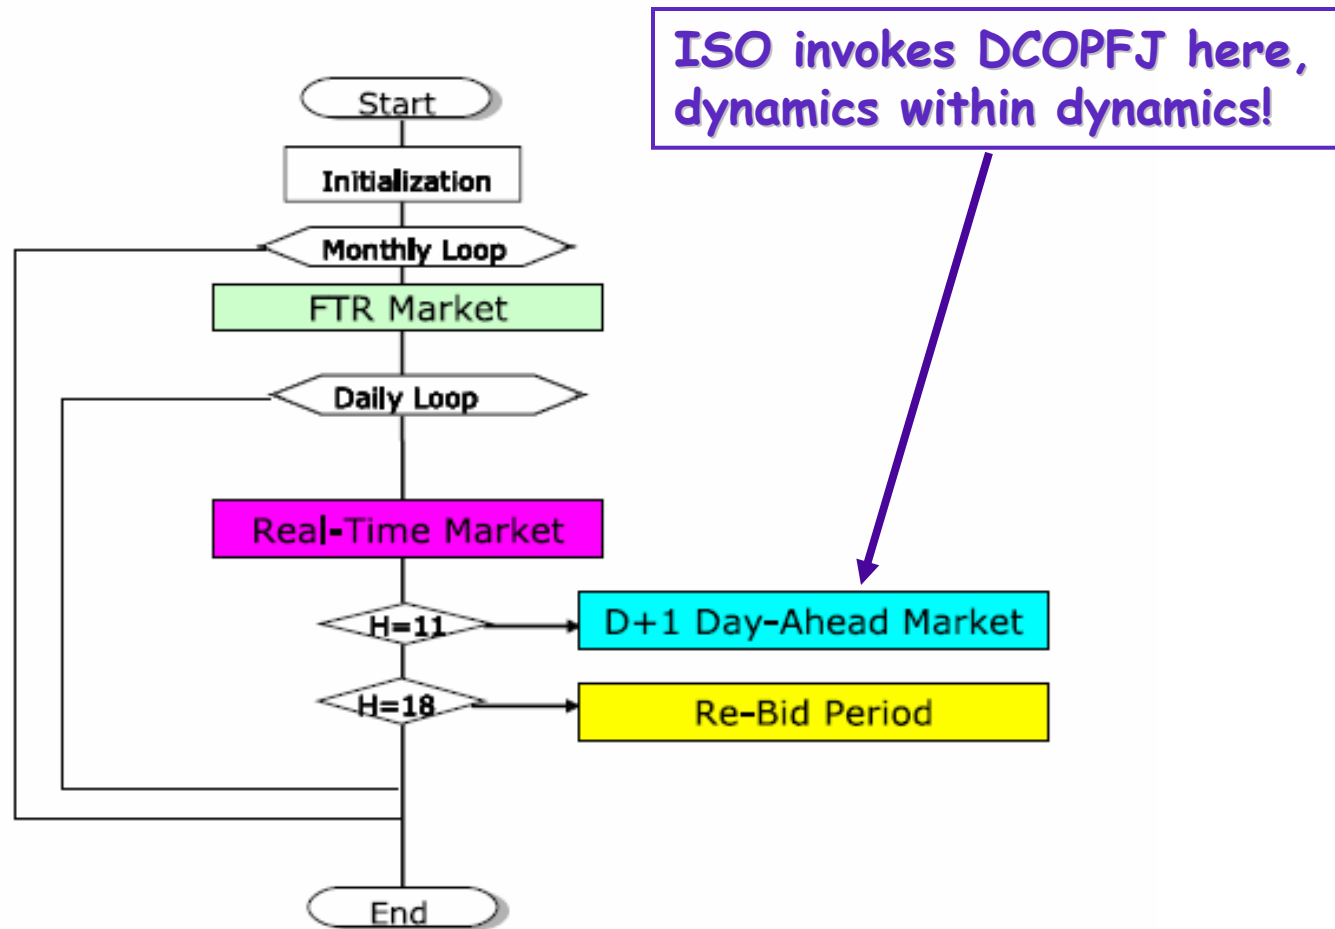 ISO invokes DCOPFJ here,
dynamics within dynamics!
Start
Initialization
Monthly Loop
FTR Market
Daily Loop
Real-Time Market
H=11
D+1 Day-Ahead Market
H=18
Re-Bid Period
End